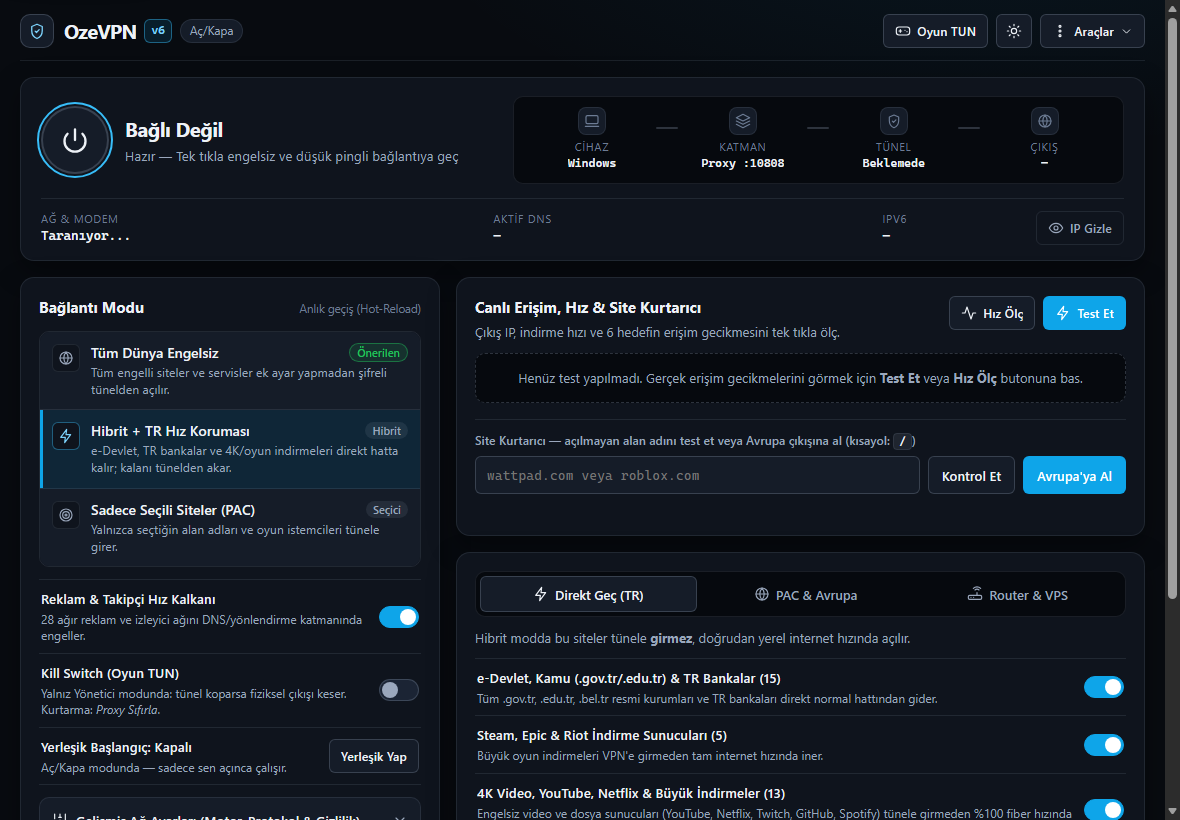 OzeVPN v6 Aç/Kapa Oyun TUN Araçlar
Bağlı Değil
Hazır — Tek tıkla engelsiz ve düşük pingli bağlantıya geç
CİHAZ KATMAN TÜNEL ÇIKIŞ
Windows Proxy :10808 Beklemede —
AĞ & MODEM AKTİF DNS IPV6
Taranıyor... — —
IP Gizle
Bağlantı Modu Anlık geçiş (Hot-Reload)
Tüm Dünya Engelsiz Önerilen
Tüm engelli siteler ve servisler ek ayar yapmadan şifreli
tünelden açılır.
Hibrit + TR Hız Koruması Hibrit
e-Devlet, TR bankalar ve 4K/oyun indirmeleri direkt hatta
kalır; kalanı tünelden akar.
Sadece Seçili Siteler (PAC) Seçici
Yalnızca seçtiğin alan adları ve oyun istemcileri tünele
girer.
Reklam & Takipçi Hız Kalkanı
28 ağır reklam ve izleyici ağını DNS/yönlendirme katmanında
engeller.
Kill Switch (Oyun TUN)
Yalnız Yönetici modunda: tünel koparsa fiziksel çıkışı keser.
Kurtarma: Proxy Sıfırla.
Yerleşik Başlangıç: Kapalı
Aç/Kapa modunda — sadece sen açınca çalışır.
Yerleşik Yap
Gelişmiş Ağ Ayarları (Motor, Protokol & Gizlilik)
Canlı Erişim, Hız & Site Kurtarıcı
Çıkış IP, indirme hızı ve 6 hedefin erişim gecikmesini tek tıkla ölç.
Hız Ölç Test Et
Henüz test yapılmadı. Gerçek erişim gecikmelerini görmek için Test Et veya Hız Ölç butonuna bas.
Site Kurtarıcı — açılmayan alan adını test et veya Avrupa çıkışına al (kısayol: / )
wattpad.com veya roblox.com Kontrol Et Avrupa'ya Al
Direkt Geç (TR) PAC & Avrupa Router & VPS
Hibrit modda bu siteler tünele girmez, doğrudan yerel internet hızında açılır.
e-Devlet, Kamu (.gov.tr/.edu.tr) & TR Bankalar (15)
Tüm .gov.tr, .edu.tr, .bel.tr resmi kurumları ve TR bankaları direkt normal hattından gider.
Steam, Epic & Riot İndirme Sunucuları (5)
Büyük oyun indirmeleri VPN'e girmeden tam internet hızında iner.
4K Video, YouTube, Netflix & Büyük İndirmeler (13)
Engelsiz video ve dosya sunucuları (YouTube, Netflix, Twitch, GitHub, Spotify) tünele girmeden %100 fiber hızında